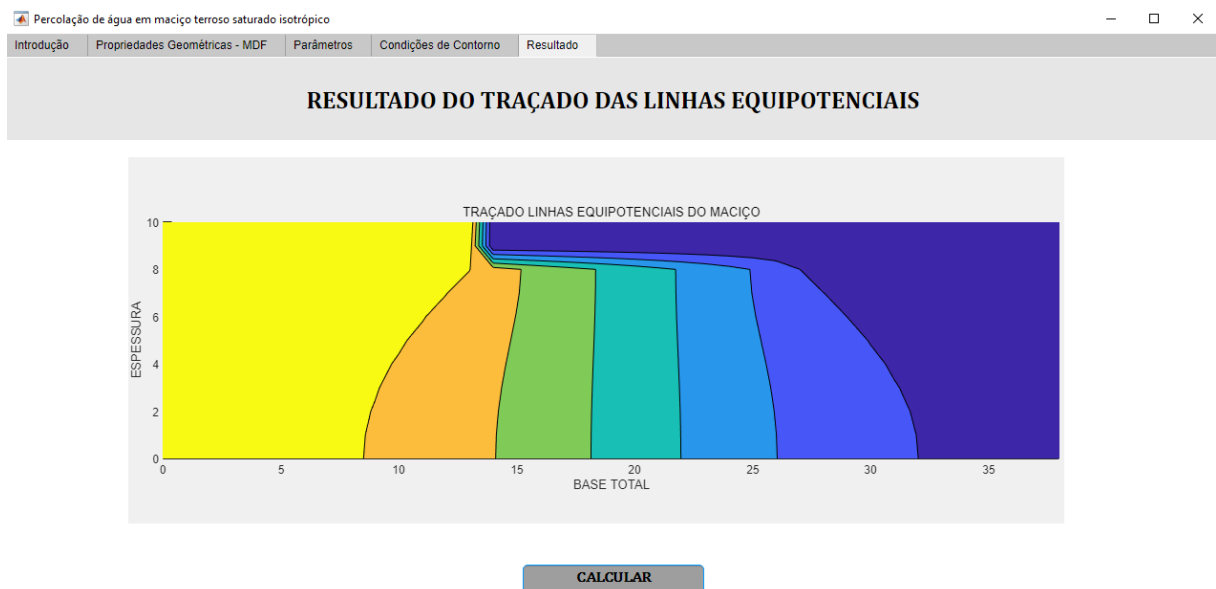 Percolação de água em maciço terroso saturado isotrópico
Introdução Propriedades Geométricas - MDF Parâmetros Condições de Contorno Resultado
RESULTADO DO TRAÇADO DAS LINHAS EQUIPOTENCIAIS
TRAÇADO LINHAS EQUIPOTENCIAIS DO MACIÇO
10
8
6
4
2
0
ESPESSURA
0 5 10 15 20 25 30 35
BASE TOTAL
CALCULAR